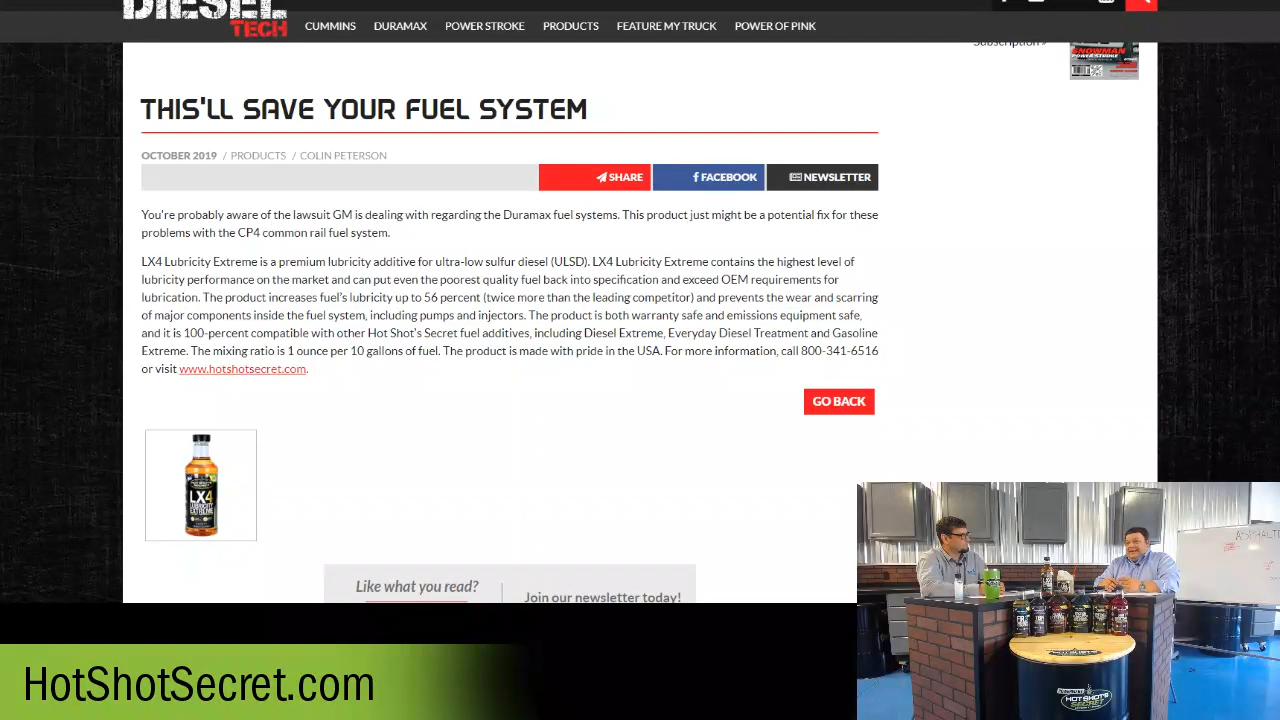 DIESEL
TECH
CUMMINS DURAMAX POWER STROKE PRODUCTS FEATURE MY TRUCK POWER OF PINK
Subscription »
SNOWMAN
POWERSTROKE
THIS'LL SAVE YOUR FUEL SYSTEM
OCTOBER 2019 / PRODUCTS / COLIN PETERSON
SHARE FACEBOOK NEWSLETTER
You're probably aware of the lawsuit GM is dealing with regarding the Duramax fuel systems. This product just might be a potential fix for these
problems with the CP4 common rail fuel system.
LX4 Lubricity Extreme is a premium lubricity additive for ultra-low sulfur diesel (ULSD). LX4 Lubricity Extreme contains the highest level of
lubricity performance on the market and can put even the poorest quality fuel back into specification and exceed OEM requirements for
lubrication. The product increases fuel's lubricity up to 56 percent (twice more than the leading competitor) and prevents the wear and scarring
of major components inside the fuel system, including pumps and injectors. The product is both warranty safe and emissions equipment safe,
and it is 100-percent compatible with other Hot Shot's Secret fuel additives, including Diesel Extreme, Everyday Diesel Treatment and Gasoline
Extreme. The mixing ratio is 1 ounce per 10 gallons of fuel. The product is made with pride in the USA. For more information, call 800-341-6516
or visit www.hotshotsecret.com.
GO BACK
LX4
LUBRICITY
EXTREME
Like what you read?
Join our newsletter today!
ASPHALT
HOT SHOT'S
SECRET
HotShotSecret.com